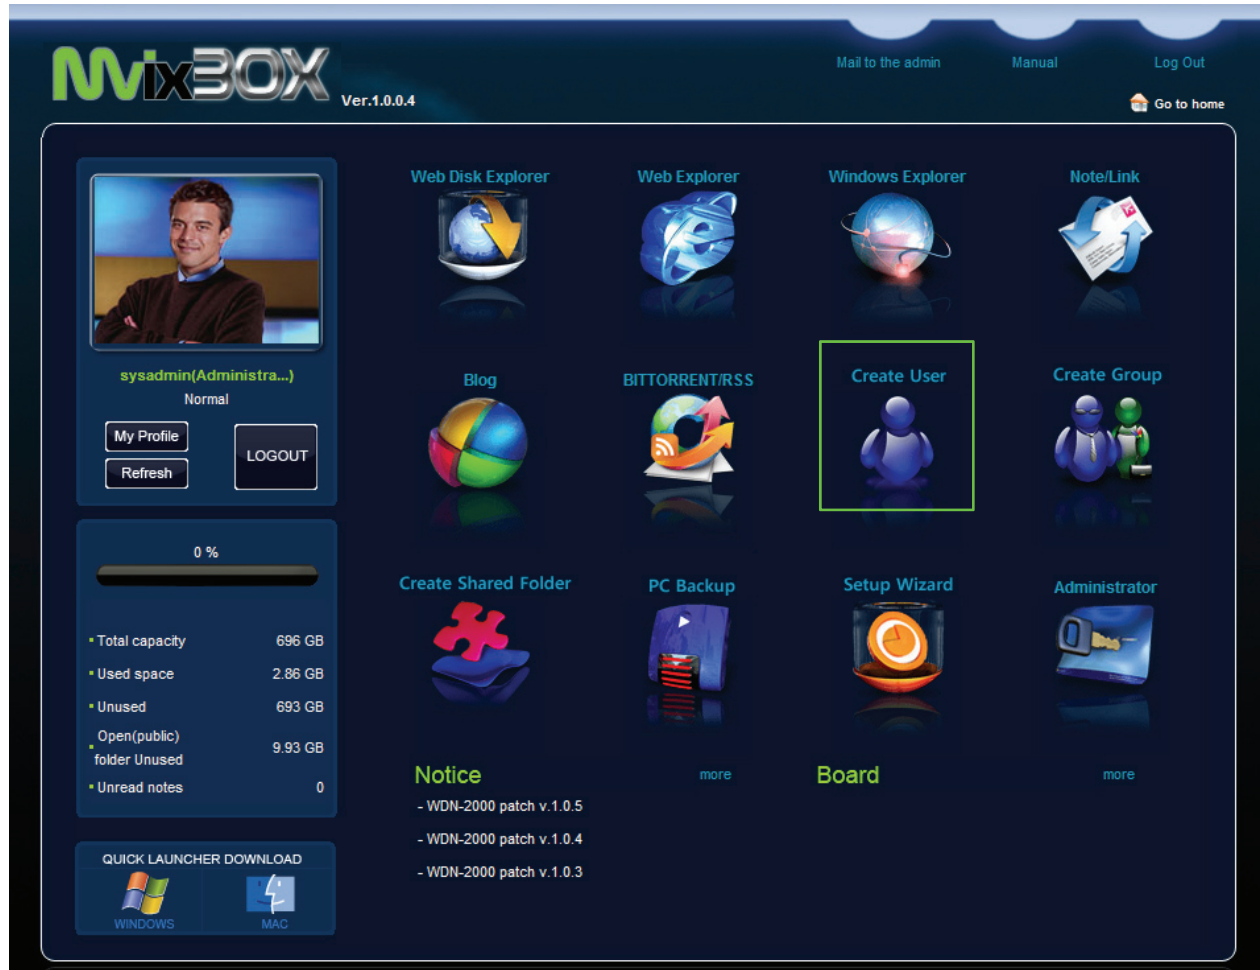 Mail to the admin
Manual
Log Out
MvixBOX
Ver.1.0.0.4
Go to home
Web Disk Explorer
Web Explorer
Windows Explorer
Note/Link
sysadmin(Administra...)
Normal
My Profile
Refresh
LOGOUT
Blog
BITTORRENT/RSS
Create User
Create Group
0 %
Total capacity 696 GB
Used space 2.86 GB
Unused 693 GB
Open(public)
folder Unused 9.93 GB
Unread notes 0
Create Shared Folder
PC Backup
Setup Wizard
Administrator
Notice more
- WDN-2000 patch v.1.0.5
- WDN-2000 patch v.1.0.4
- WDN-2000 patch v.1.0.3
Board more
QUICK LAUNCHER DOWNLOAD
WINDOWS
MAC